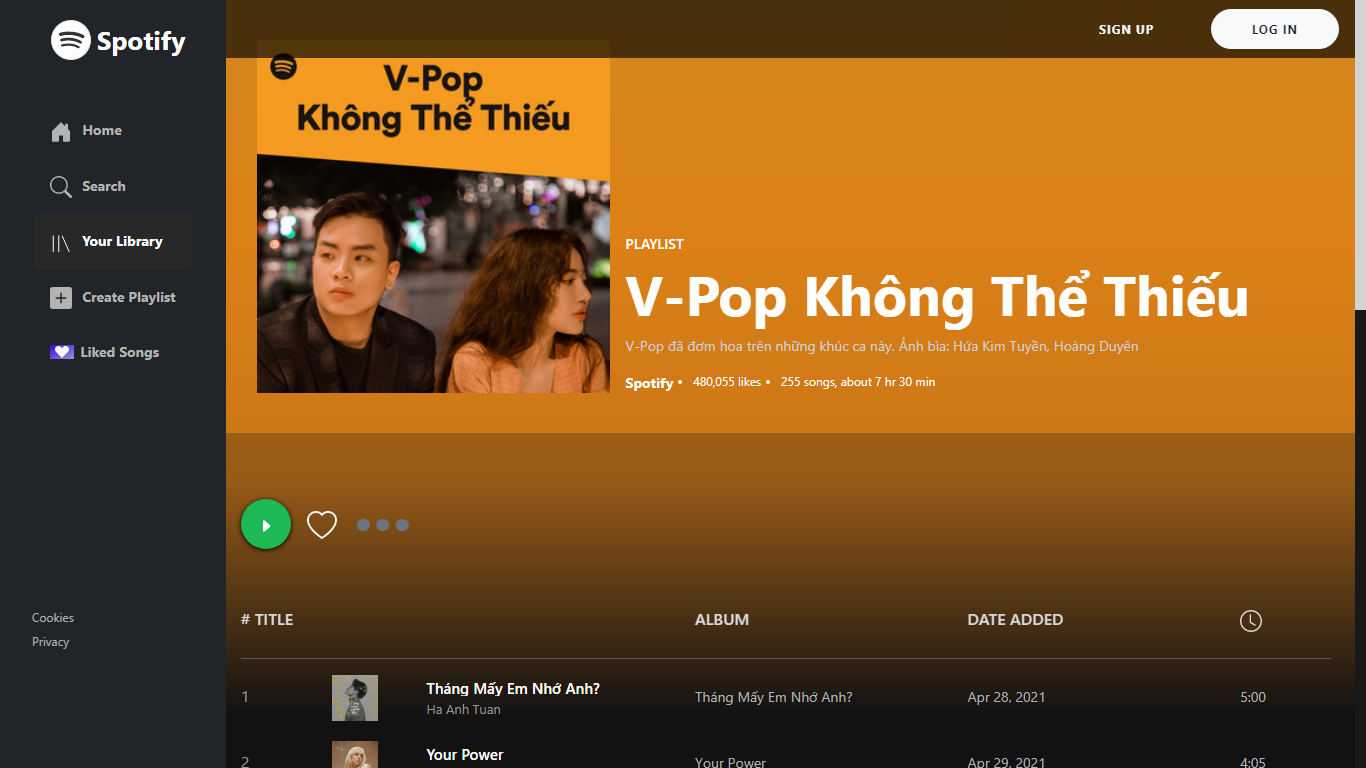 Spotify
Home
Search
Your Library
Create Playlist
Liked Songs
Cookies
Privacy
SIGN UP
LOG IN
V-Pop
Không Thể Thiếu
PLAYLIST
V-Pop Không Thể Thiếu
V-Pop đã đơm hoa trên những khúc ca này. Ảnh bìa: Hứa Kim Tuyền, Hoàng Duyên
Spotify • 480,055 likes • 255 songs, about 7 hr 30 min
# TITLE ALBUM DATE ADDED
1 Tháng Mấy Em Nhớ Anh? Tháng Mấy Em Nhớ Anh? Apr 28, 2021 5:00
Ha Anh Tuan
2 Your Power Your Power Apr 29, 2021 4:05